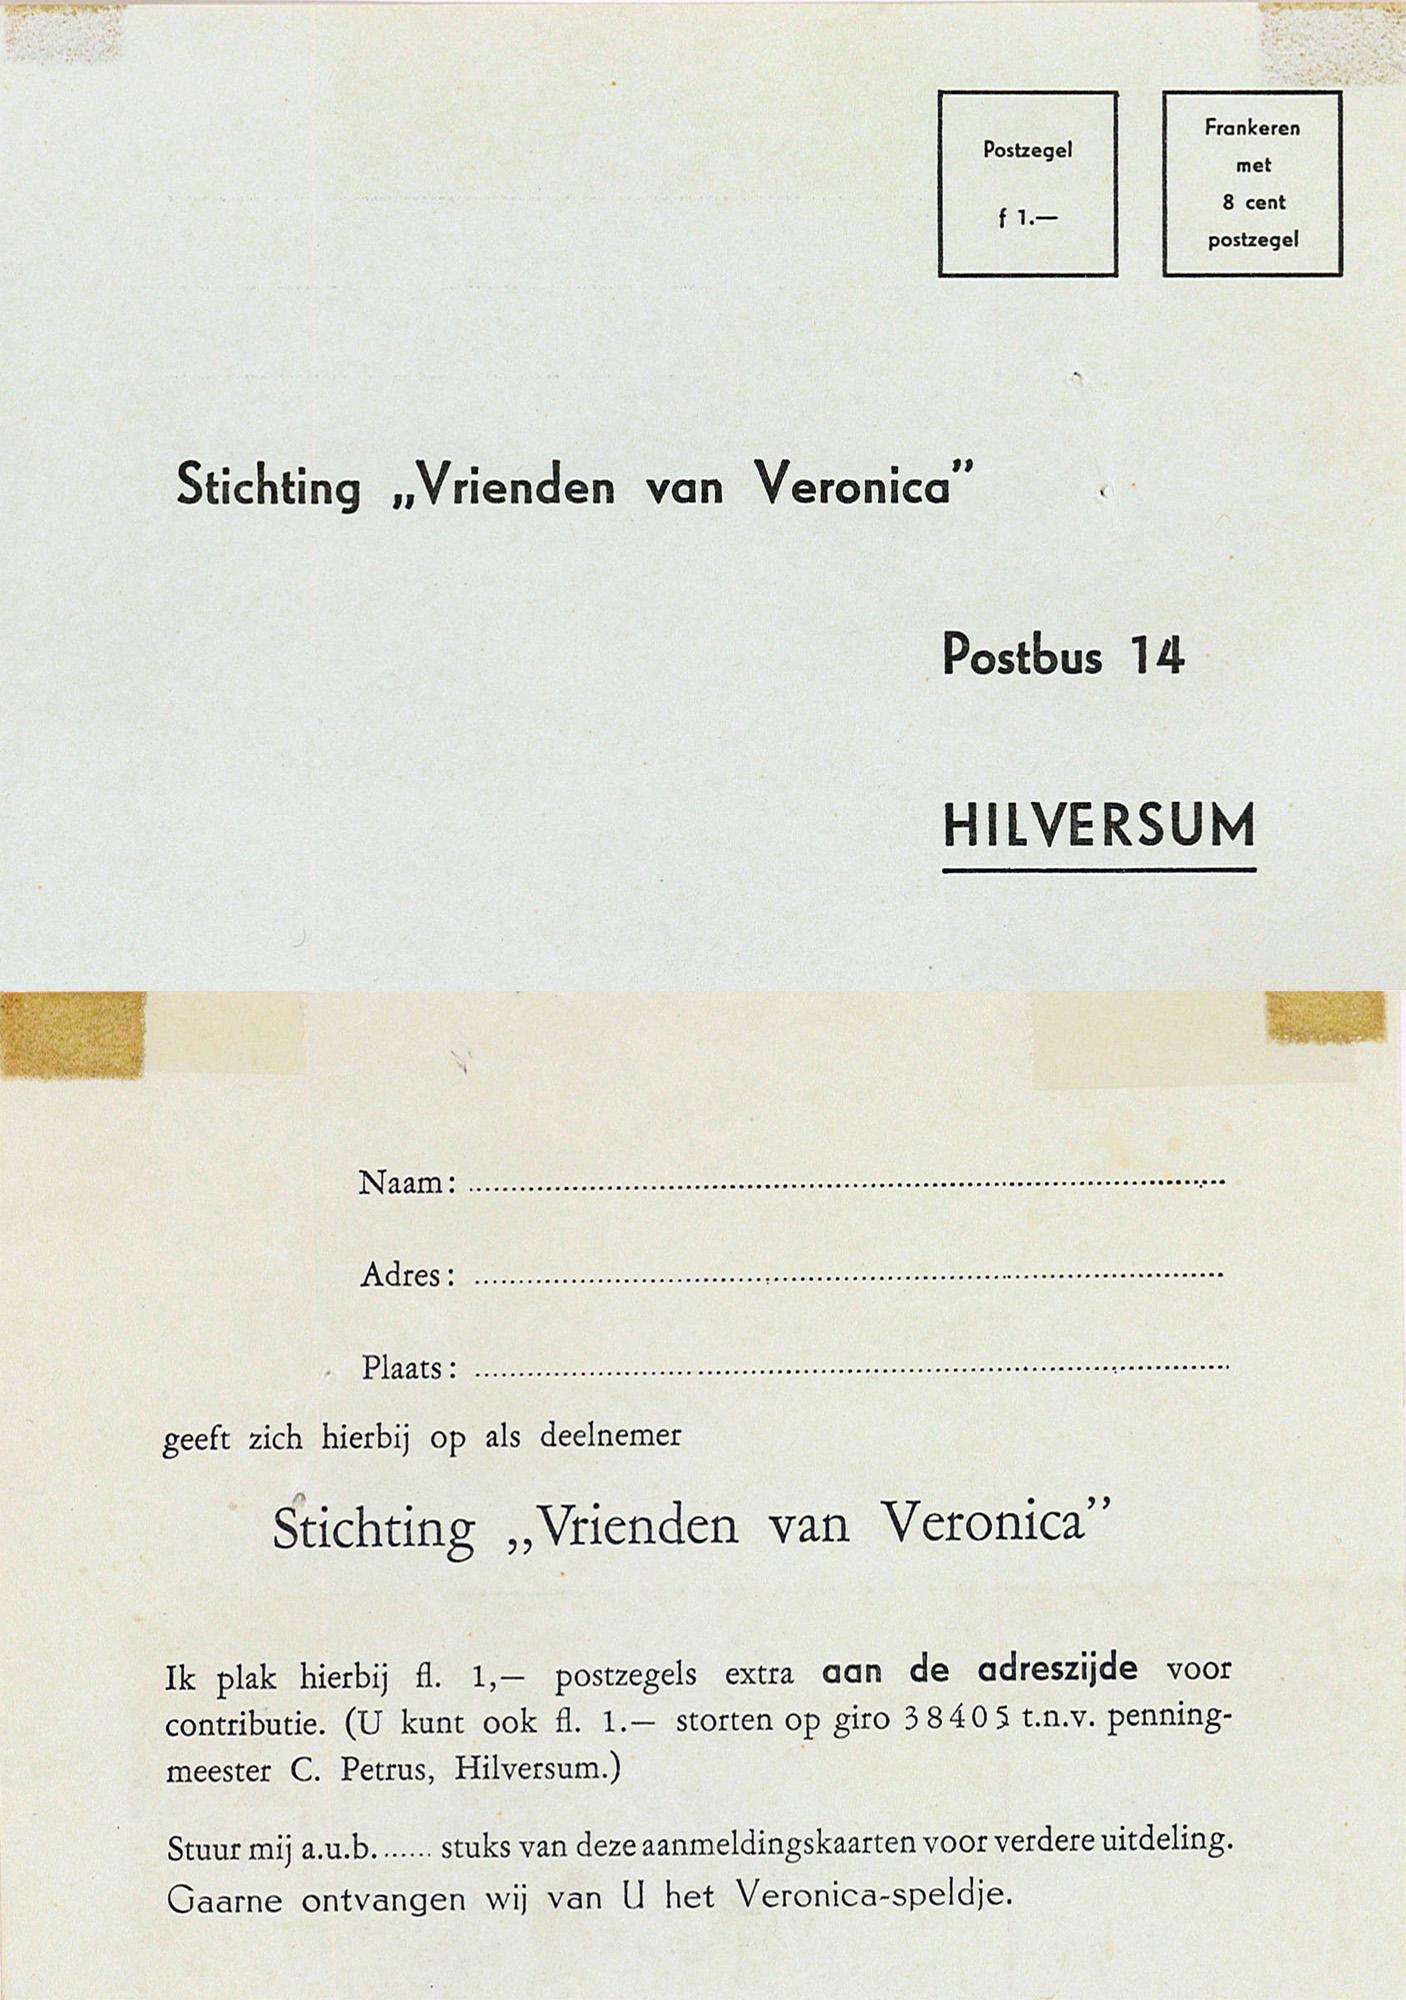 Postzegel
f 1.—
Frankeren
met
8 cent
postzegel
Stichting „Vrienden van Veronica”
Postbus 14
HILVERSUM
Naam: ....................
Adres: ....................
Plaats: ....................
geeft zich hierbij op als deelnemer
Stichting „Vrienden van Veronica”
Ik plak hierbij fl. 1,— postzegels extra aan de adreszijde voor
contributie. (U kunt ook fl. 1.— storten op giro 38405 t.n.v. penning-
meester C. Petrus, Hilversum.)
Stuur mij a.u.b. ...... stuks van deze aanmeldingskaarten voor verdere uitdeling.
Gaarne ontvangen wij van U het Veronica-speldje.